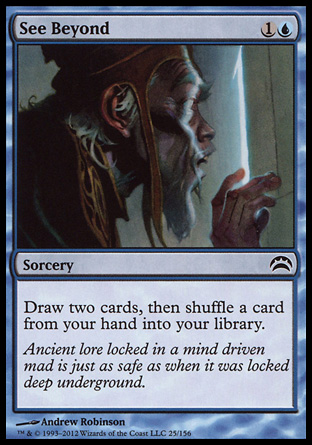 See Beyond 1
Sorcery
Draw two cards, then shuffle a card
from your hand into your library.
Ancient lore locked in a mind driven
mad is just as safe as when it was locked
deep underground.
Andrew Robinson
™ & © 1993–2012 Wizards of the Coast LLC 25/156